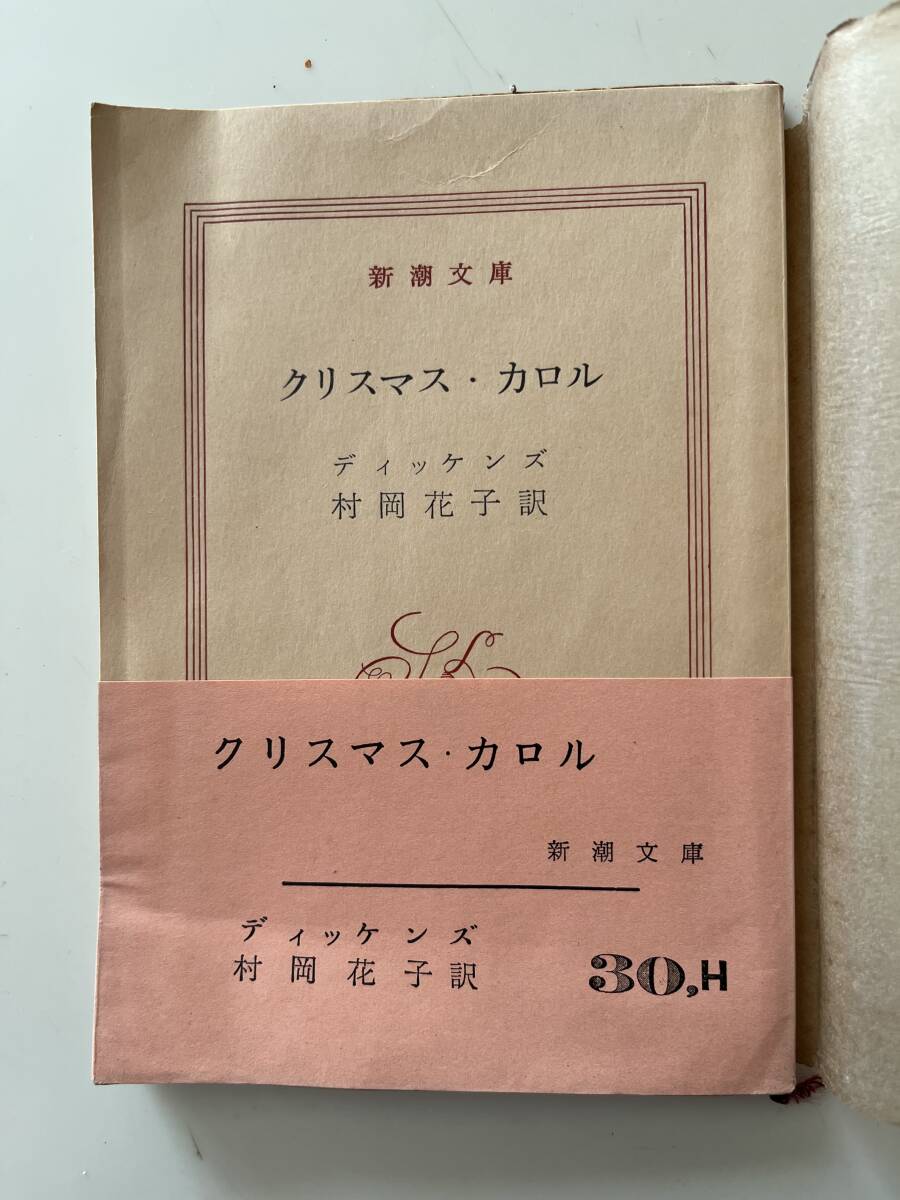 新潮文庫
クリスマス・カロル
ディッケンズ
村岡花子訳
クリスマス・カロル
新潮文庫
ディッケンズ
村岡花子訳
30,H